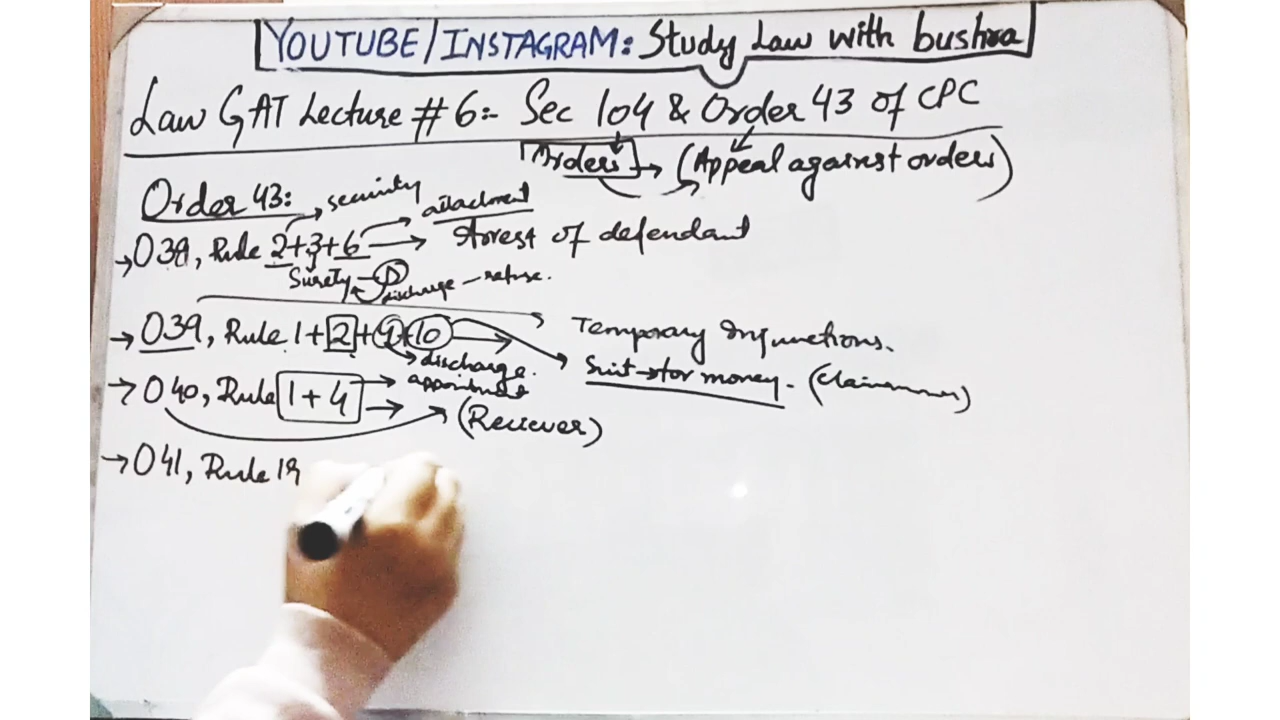 YOUTUBE/INSTAGRAM: Study Law with bushra
Law GAT Lecture # 6:- Sec 104 & Order 43 of CPC
Orders → (Appeal against orders)
Order 43: → security
attachment
→ O38, Rule 2+3+6 → Arrest of defendant
Surety discharge – refuse.
→ O39, Rule 1+2+4+10 → Temporary Injunctions.
→ discharge.
Suit → for money.
→ O40, Rule 1+4 → appointment
→ (Reciever)
→ O41, Rule 19